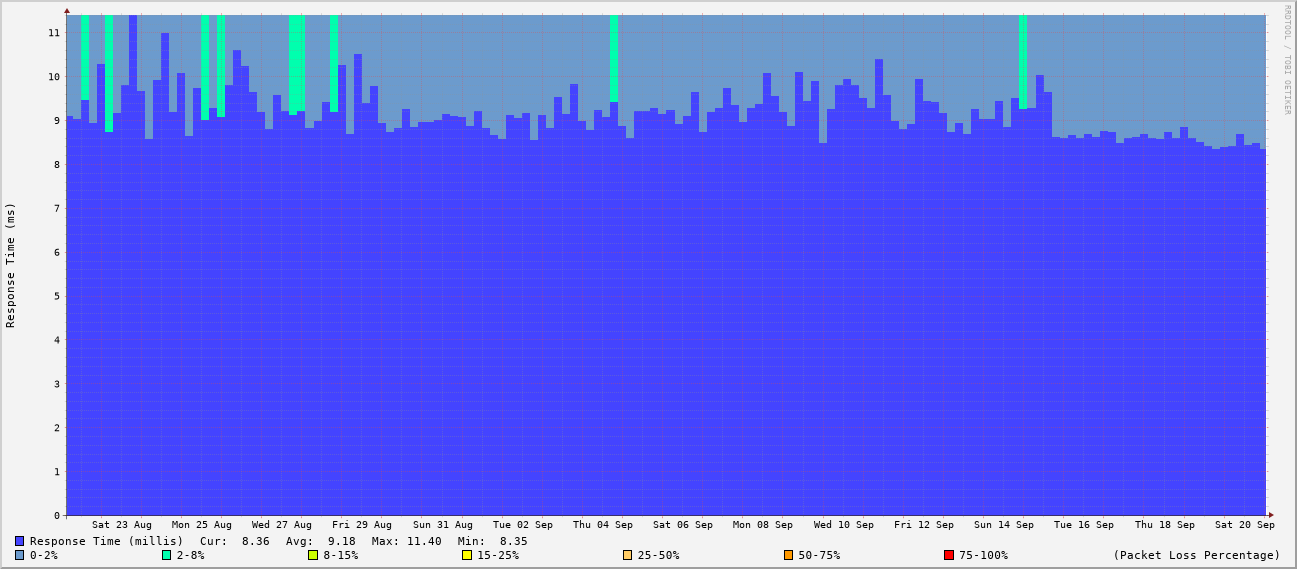 RRDTOOL / TOBI OETIKER
Response Time (ms)
11
10
9
8
7
6
5
4
3
2
1
0
Sat 23 Aug Mon 25 Aug Wed 27 Aug Fri 29 Aug Sun 31 Aug Tue 02 Sep Thu 04 Sep Sat 06 Sep Mon 08 Sep Wed 10 Sep Fri 12 Sep Sun 14 Sep Tue 16 Sep Thu 18 Sep Sat 20 Sep
Response Time (millis) Cur: 8.36 Avg: 9.18 Max: 11.40 Min: 8.35
0-2% 2-8% 8-15% 15-25% 25-50% 50-75% 75-100% (Packet Loss Percentage)